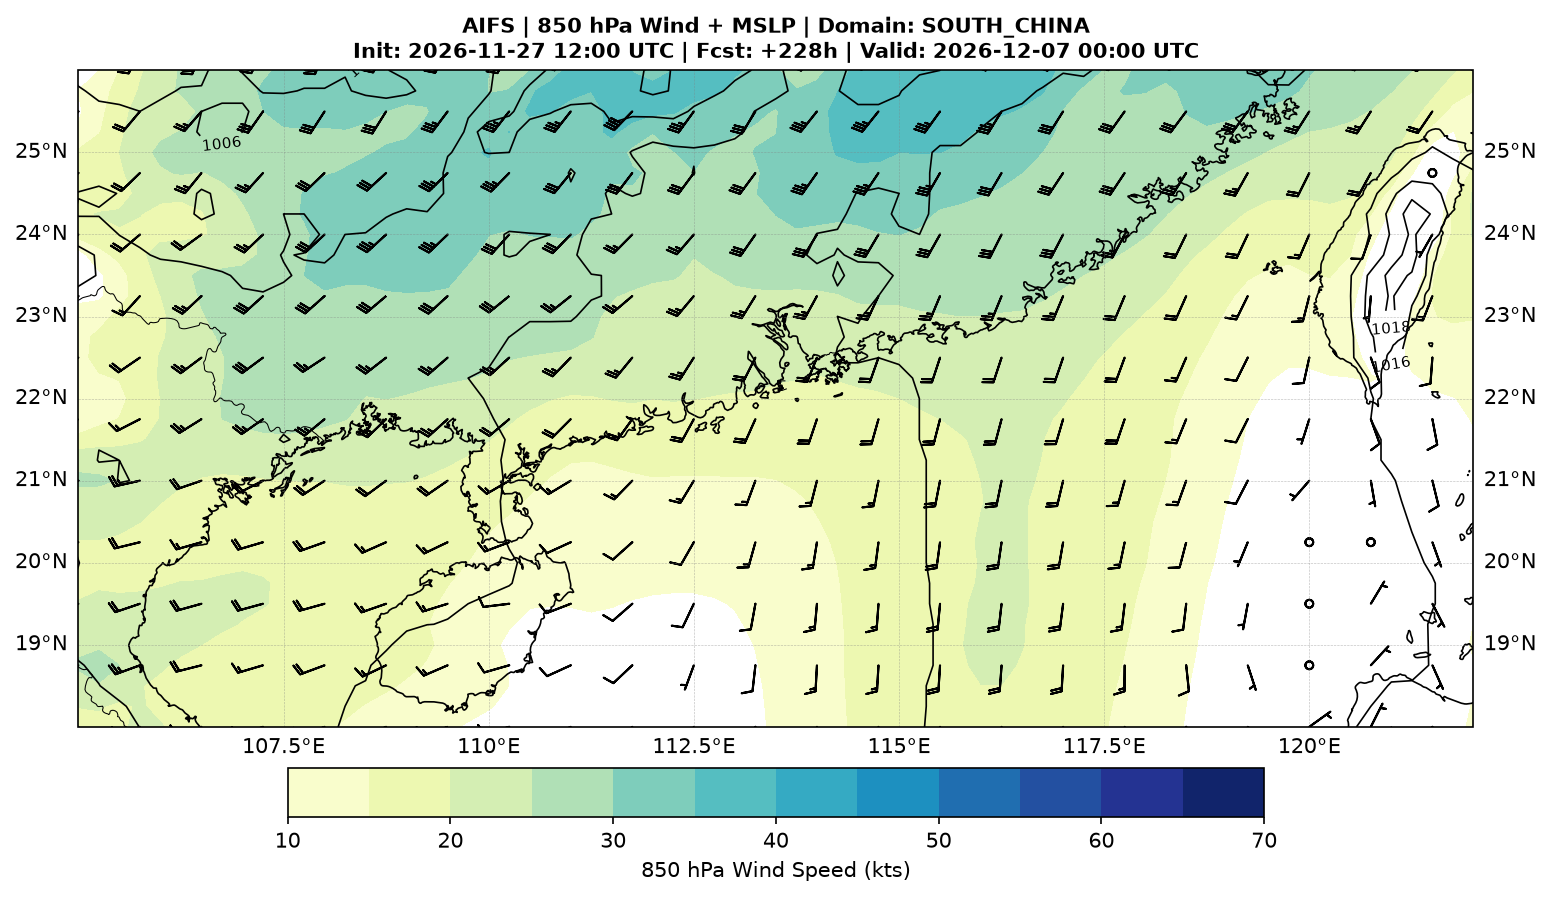 AIFS | 850 hPa Wind + MSLP | Domain: SOUTH_CHINA
Init: 2026-11-27 12:00 UTC | Fcst: +228h | Valid: 2026-12-07 00:00 UTC
1006
25°N 25°N
24°N 24°N
23°N 23°N
1018
1016
22°N 22°N
21°N 21°N
20°N 20°N
19°N 19°N
107.5°E 110°E 112.5°E 115°E 117.5°E 120°E
10 20 30 40 50 60 70
850 hPa Wind Speed (kts)